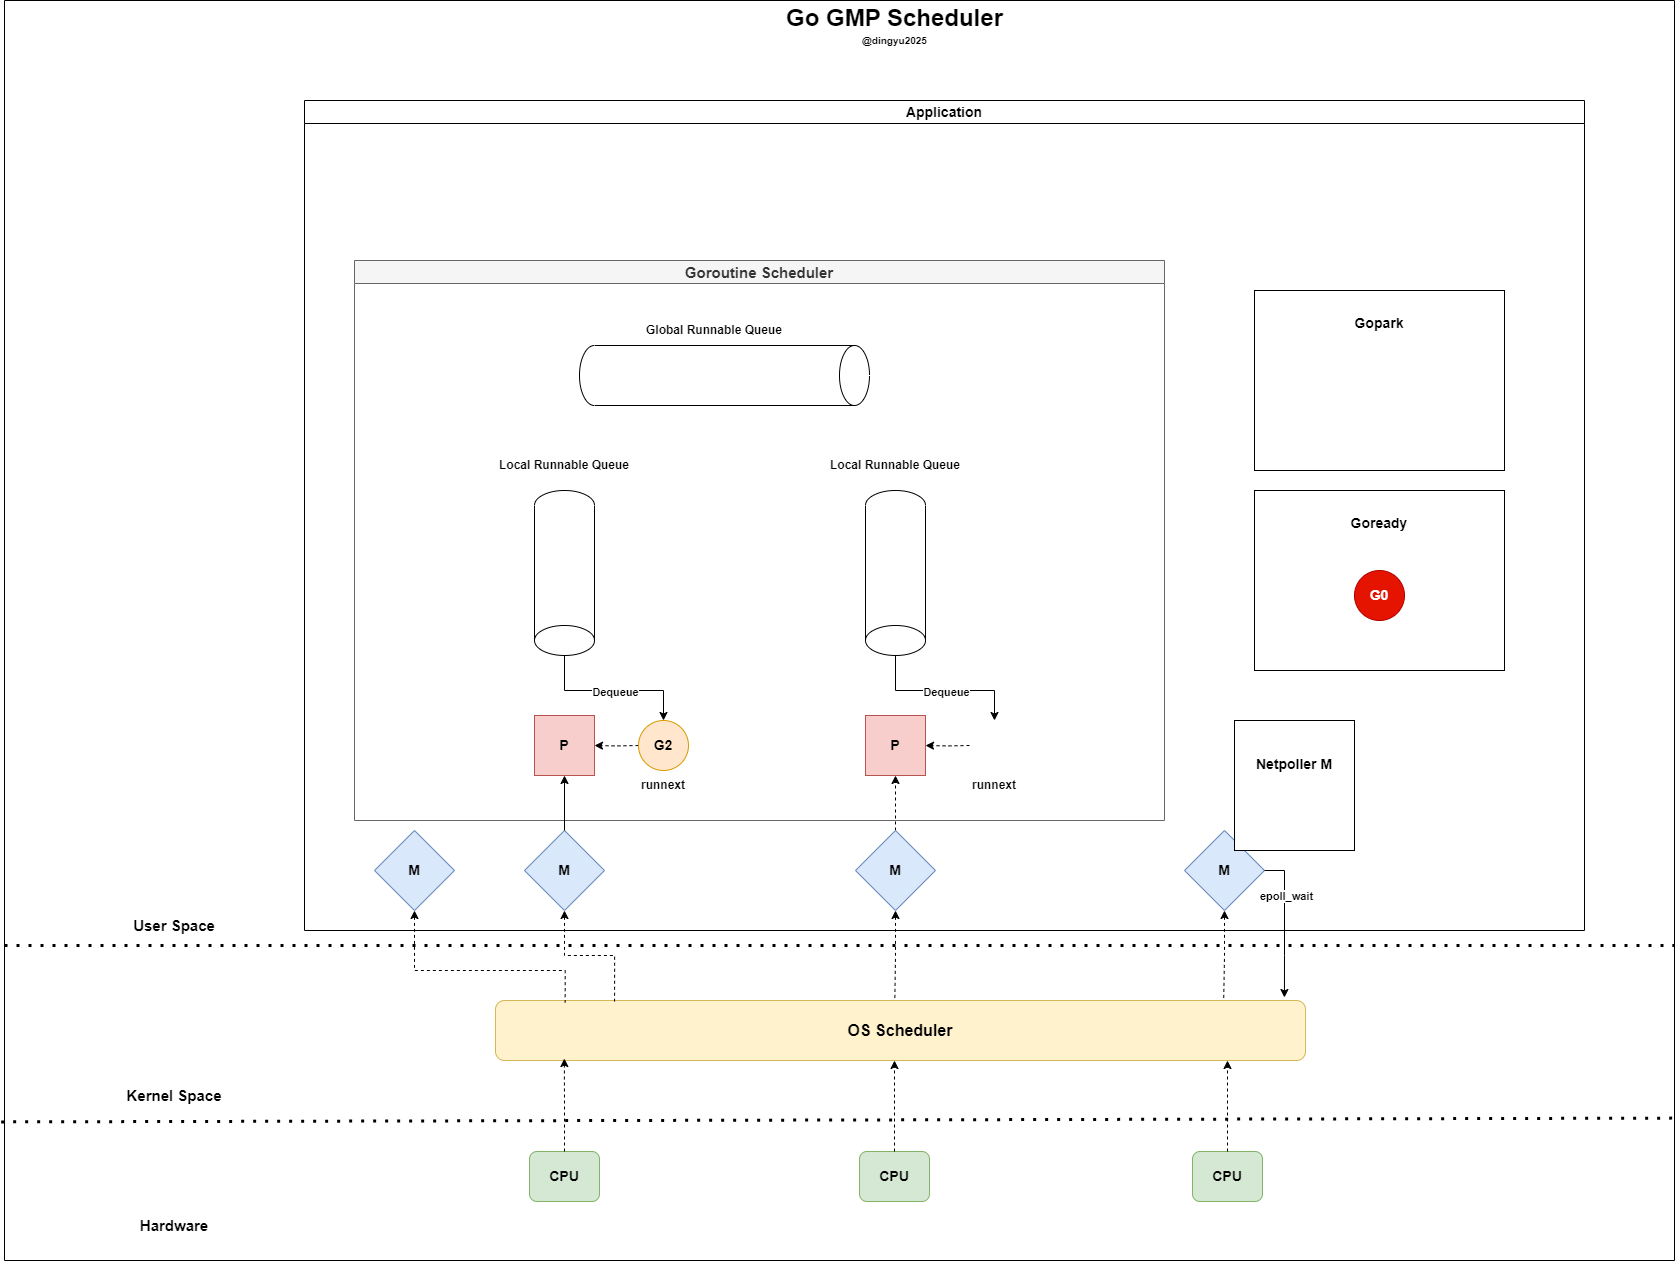 Go GMP Scheduler
@dingyu2025
Application
Goroutine Scheduler
Global Runnable Queue
Gopark
Local Runnable Queue
Local Runnable Queue
Goready
G0
Dequeue
Dequeue
P
G2
P
Netpoller M
runnext
runnext
M
M
M
M
epoll_wait
User Space
OS Scheduler
Kernel Space
CPU
CPU
CPU
Hardware